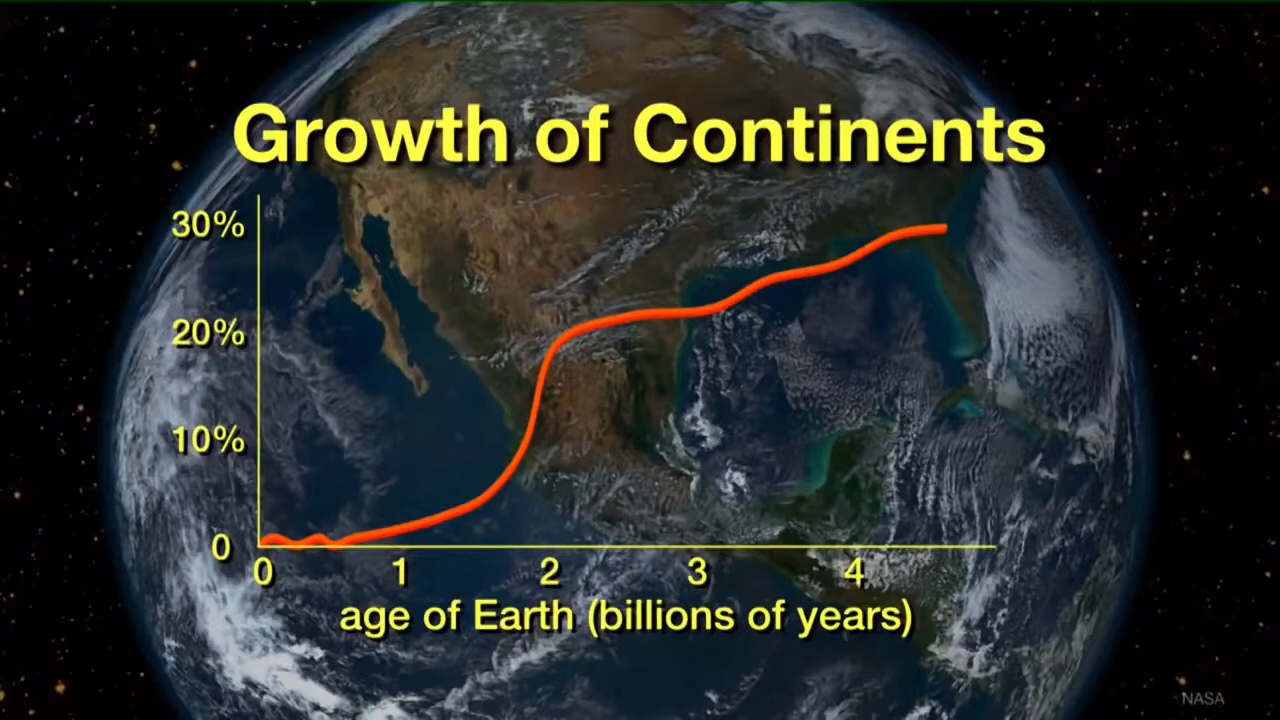 Growth of Continents
30%
20%
10%
0
0 1 2 3 4
age of Earth (billions of years)
NASA